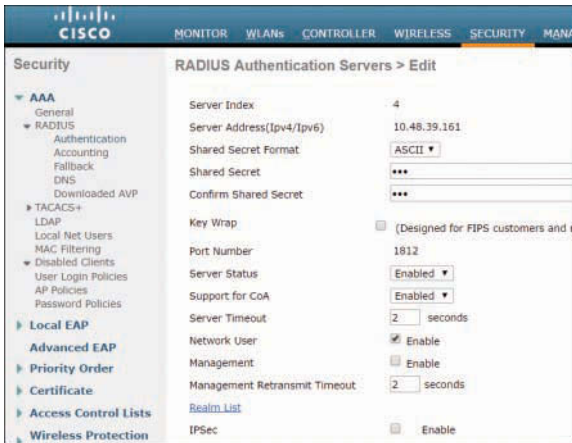 CISCO
MONITOR WLANs CONTROLLER WIRELESS SECURITY MANA
Security
AAA
General
RADIUS
Authentication
Accounting
Fallback
DNS
Downloaded AVP
TACACS+
LDAP
Local Net Users
MAC Filtering
Disabled Clients
User Login Policies
AP Policies
Password Policies
Local EAP
Advanced EAP
Priority Order
Certificate
Access Control Lists
Wireless Protection
RADIUS Authentication Servers > Edit
Server Index 4
Server Address(Ipv4/Ipv6) 10.48.39.161
Shared Secret Format ASCII
Shared Secret •••
Confirm Shared Secret •••
Key Wrap (Designed for FIPS customers and
Port Number 1812
Server Status Enabled
Support for CoA Enabled
Server Timeout 2 seconds
Network User Enable
Management Enable
Management Retransmit Timeout 2 seconds
Realm List
IPSec Enable